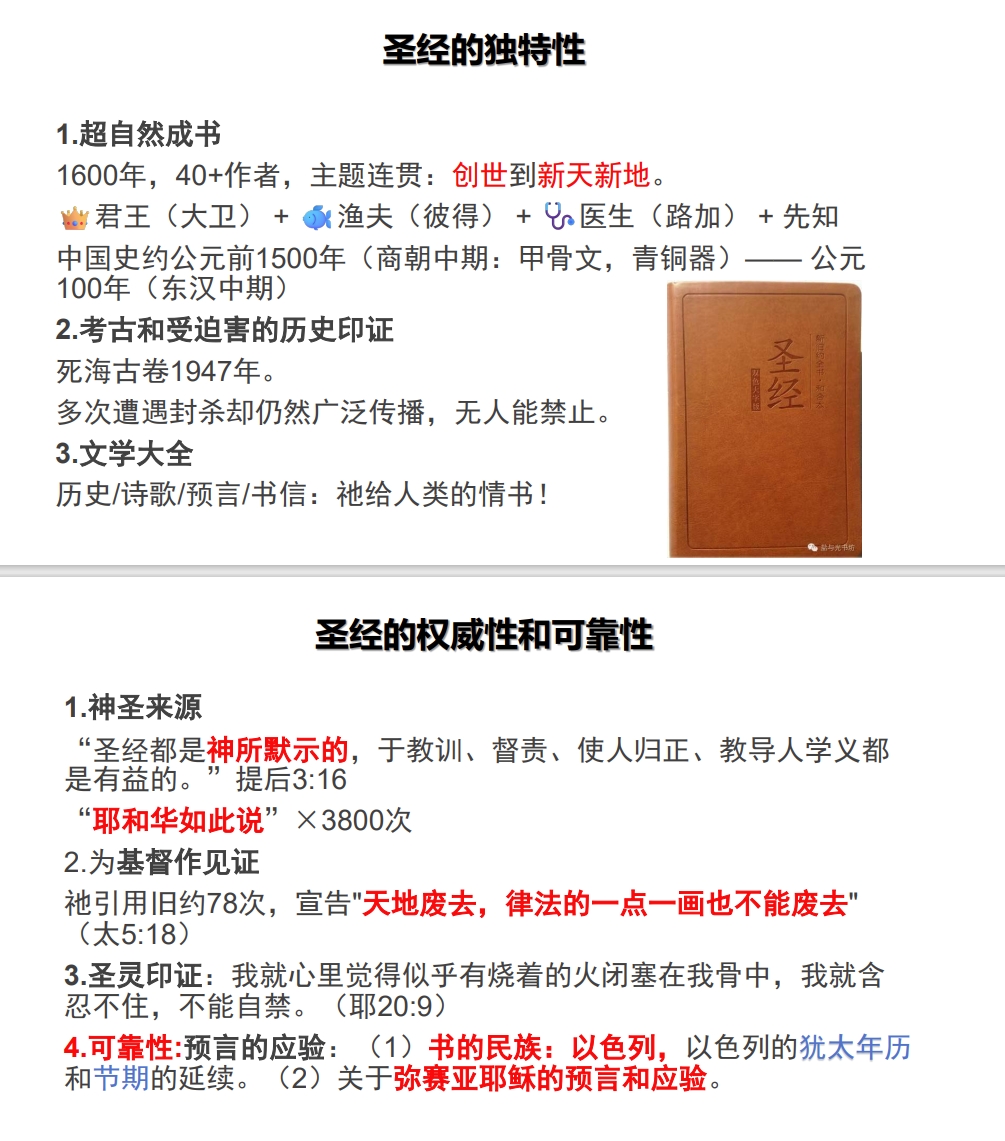 圣经的独特性
1.超自然成书
1600年，40+作者，主题连贯：创世到新天新地。
👑君王（大卫） + 🐟渔夫（彼得） + 🩺医生（路加） + 先知
中国史约公元前1500年（商朝中期：甲骨文，青铜器）—— 公元
100年（东汉中期）
2.考古和受迫害的历史印证
死海古卷1947年。
多次遭遇封杀却仍然广泛传播，无人能禁止。
3.文学大全
历史/诗歌/预言/书信：祂给人类的情书！
圣经
圣经的权威性和可靠性
1.神圣来源
“圣经都是神所默示的，于教训、督责、使人归正、教导人学义都
是有益的。”提后3:16
“耶和华如此说”×3800次
2.为基督作见证
祂引用旧约78次，宣告"天地废去，律法的一点一画也不能废去"
（太5:18）
3.圣灵印证：我就心里觉得似乎有烧着的火闭塞在我骨中，我就含
忍不住，不能自禁。（耶20:9）
4.可靠性:预言的应验：（1）书的民族：以色列，以色列的犹太年历
和节期的延续。（2）关于弥赛亚耶稣的预言和应验。